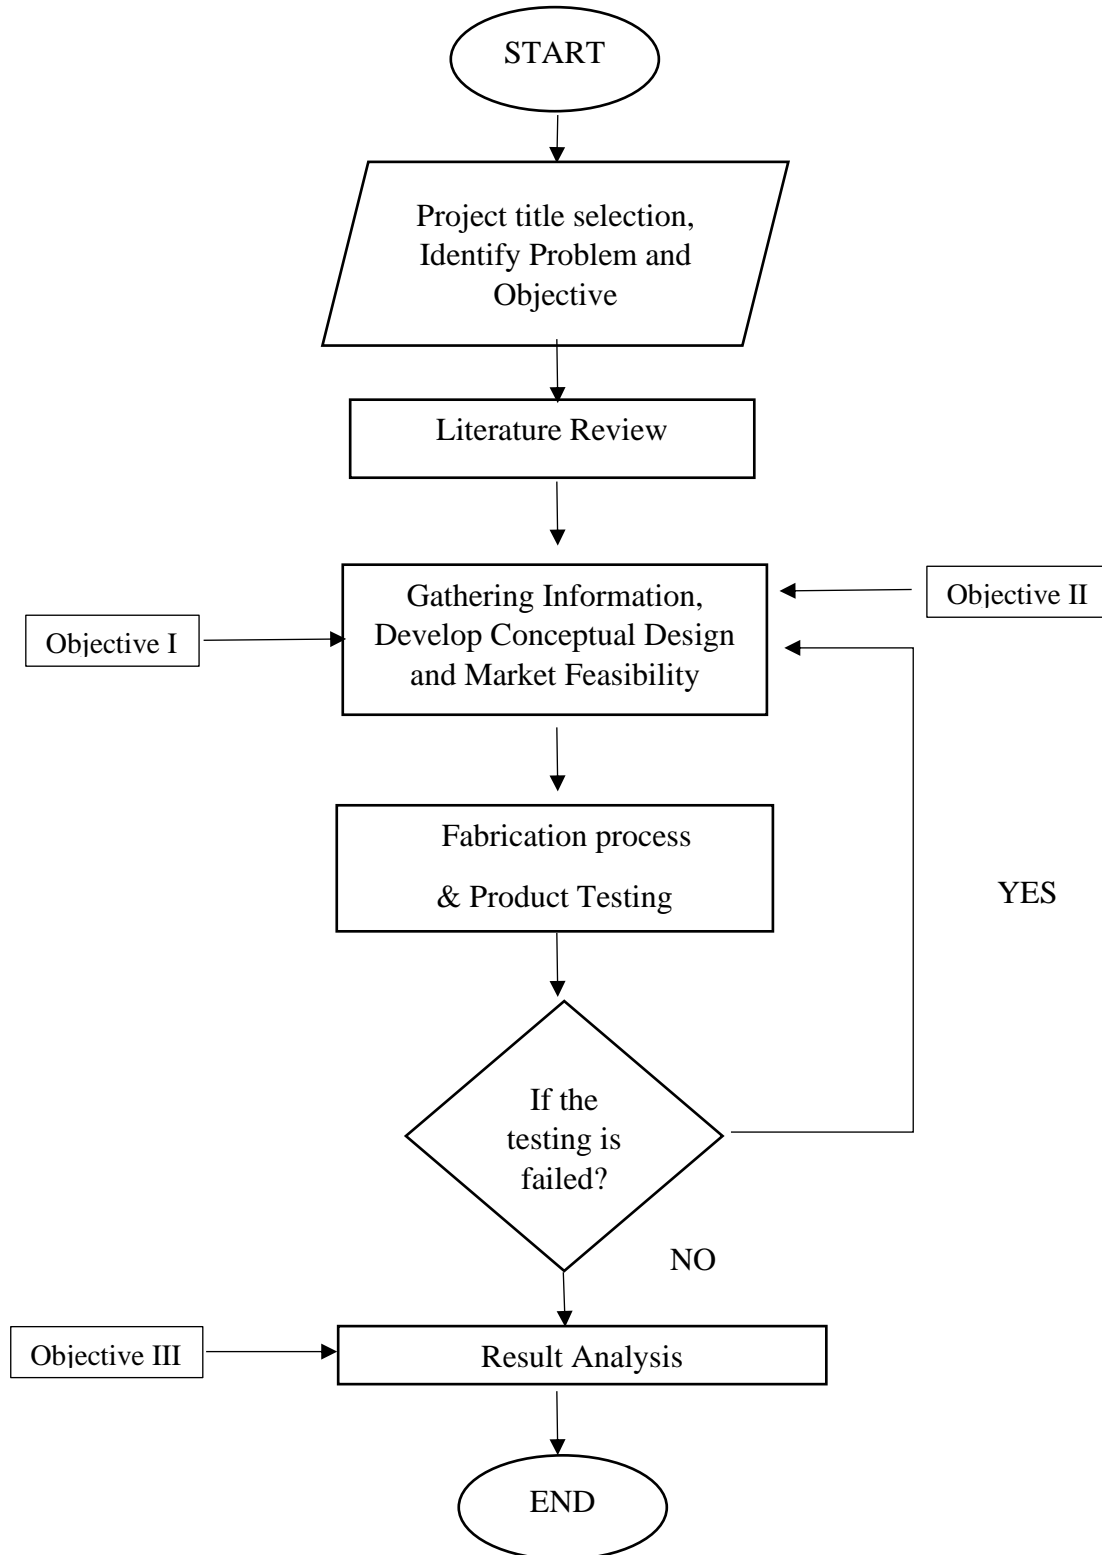 START
Project title selection,
Identify Problem and
Objective
Literature Review
Gathering Information,
Develop Conceptual Design
and Market Feasibility
Objective II
Objective I
Fabrication process
& Product Testing
YES
If the
testing is
failed?
NO
Objective III
Result Analysis
END